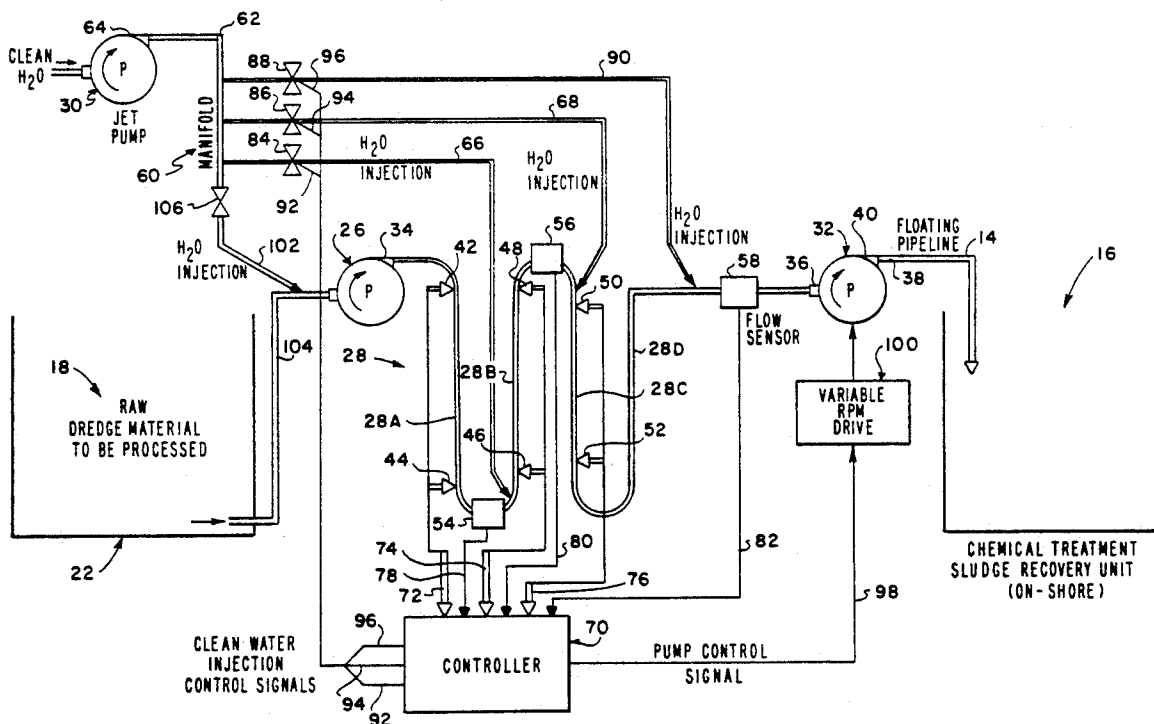 64
62
CLEAN
H2O
P
30
JET
PUMP
MANIFOLD
60
106
88
96
90
86
94
68
84
H2O
INJECTION
66
92
H2O
INJECTION
H2O
INJECTION
102
H2O
INJECTION
26
34
P
42
48
56
50
58
FLOW
SENSOR
36
32
40
P
38
FLOATING
PIPELINE
14
16
104
18
RAW
DREDGE MATERIAL
TO BE PROCESSED
22
28
28A
28B
28C
28D
44
46
52
54
100
VARIABLE
RPM
DRIVE
74
78
72
80
76
82
98
CHEMICAL TREATMENT
SLUDGE RECOVERY UNIT
(ON-SHORE)
CLEAN WATER
INJECTION
CONTROL SIGNALS
96
94
92
CONTROLLER
70
PUMP CONTROL
SIGNAL